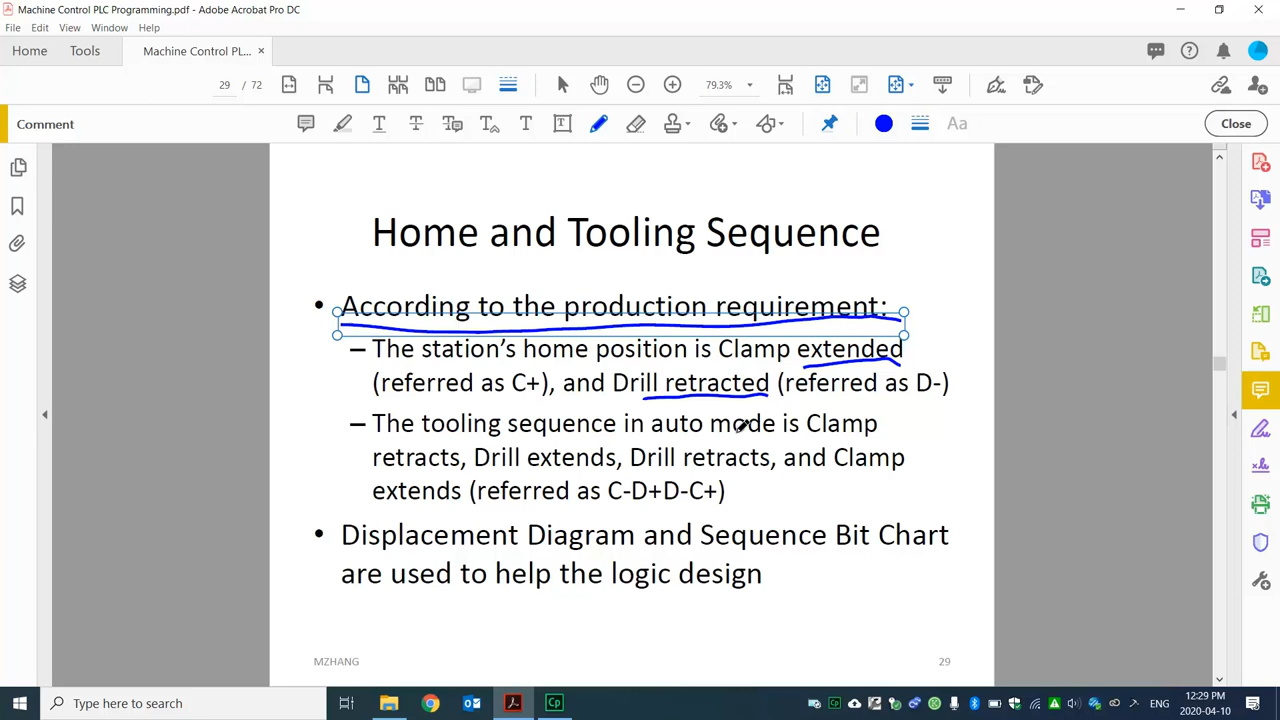 Machine Control PLC Programming.pdf - Adobe Acrobat Pro DC
File Edit View Window Help
Home Tools Machine Control PL... ×
29 / 72 79.3%
Comment Aa Close
Home and Tooling Sequence
• According to the production requirement:
– The station's home position is Clamp extended
(referred as C+), and Drill retracted (referred as D-)
– The tooling sequence in auto mode is Clamp
retracts, Drill extends, Drill retracts, and Clamp
extends (referred as C-D+D-C+)
• Displacement Diagram and Sequence Bit Chart
are used to help the logic design
MZHANG 29
Type here to search
Cp
ENG
12:29 PM
2020-04-10